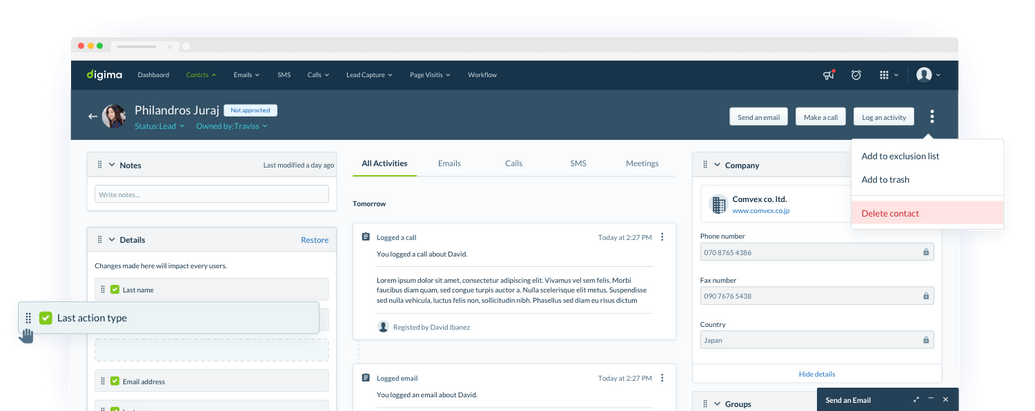 digima
Dashboard
Contcts
Emails
SMS
Calls
Lead Capture
Page Visitis
Workflow
Philandros Juraj
Not approched
Status:Lead
Owned by:Traviss
Send an email
Make a call
Log an activity
Add to exclusion list
Add to trash
Delete contact
Notes
Last modified a day ago
Write notes...
Details
Restore
Changes made here will impact every users.
Last name
Last action type
Email address
All Activities
Emails
Calls
SMS
Meetings
Tomorrow
Logged a call
Today at 2:27 PM
You logged a call about David.
Lorem ipsum dolor sit amet, consectetur adipiscing elit. Vivamus vel sem felis. Morbi
faucibus diam quam, sed congue turpis auctor a. Nulla scelerisque elit metus. Suspendisse
sed nulla vehicula, luctus felis non, sollicitudin nibh. Phasellus sed diam eu risus dictum
Registed by David Ibanez
Logged email
Today at 2:27 PM
You logged an email about David.
Company
Comvex co. ltd.
www.comvex.co.jp
Phone number
070 8765 4386
Fax number
090 7676 5438
Country
Japan
Hide details
Groups
Send an Email